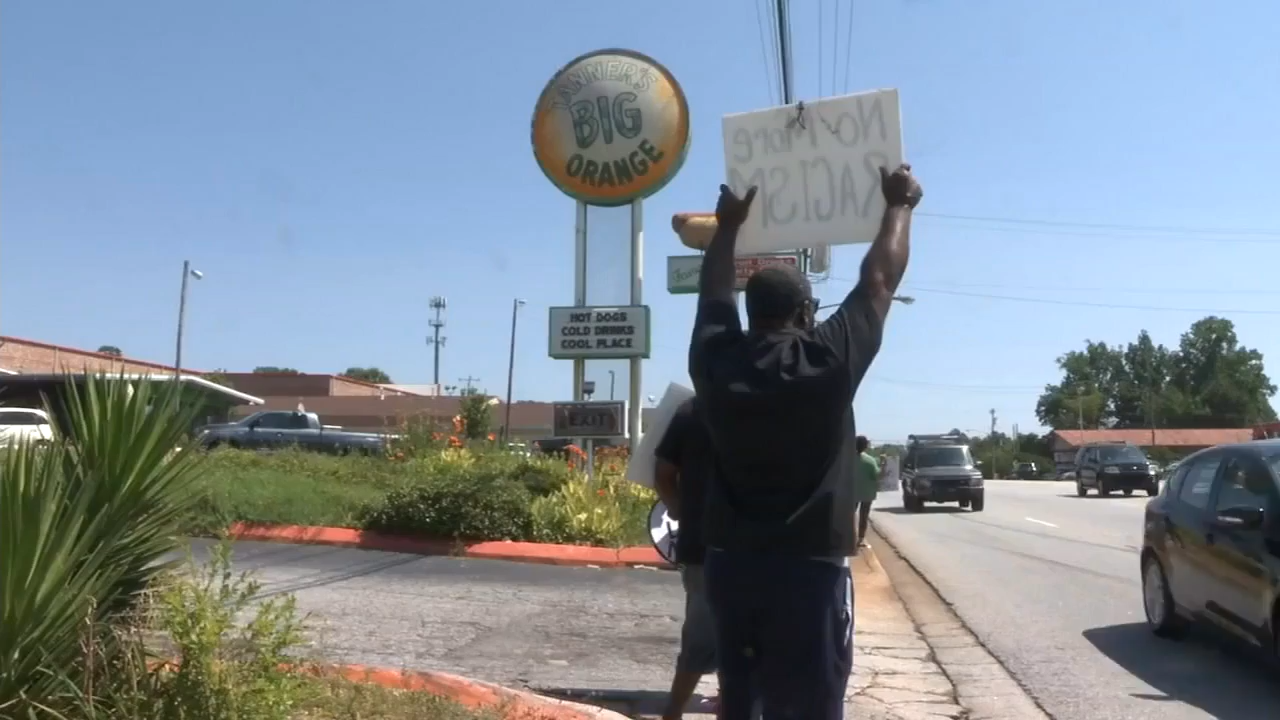 TANNER'S
BIG
ORANGE
No More
RACISM
HOT DOGS
COLD DRINKS
COOL PLACE
EXIT